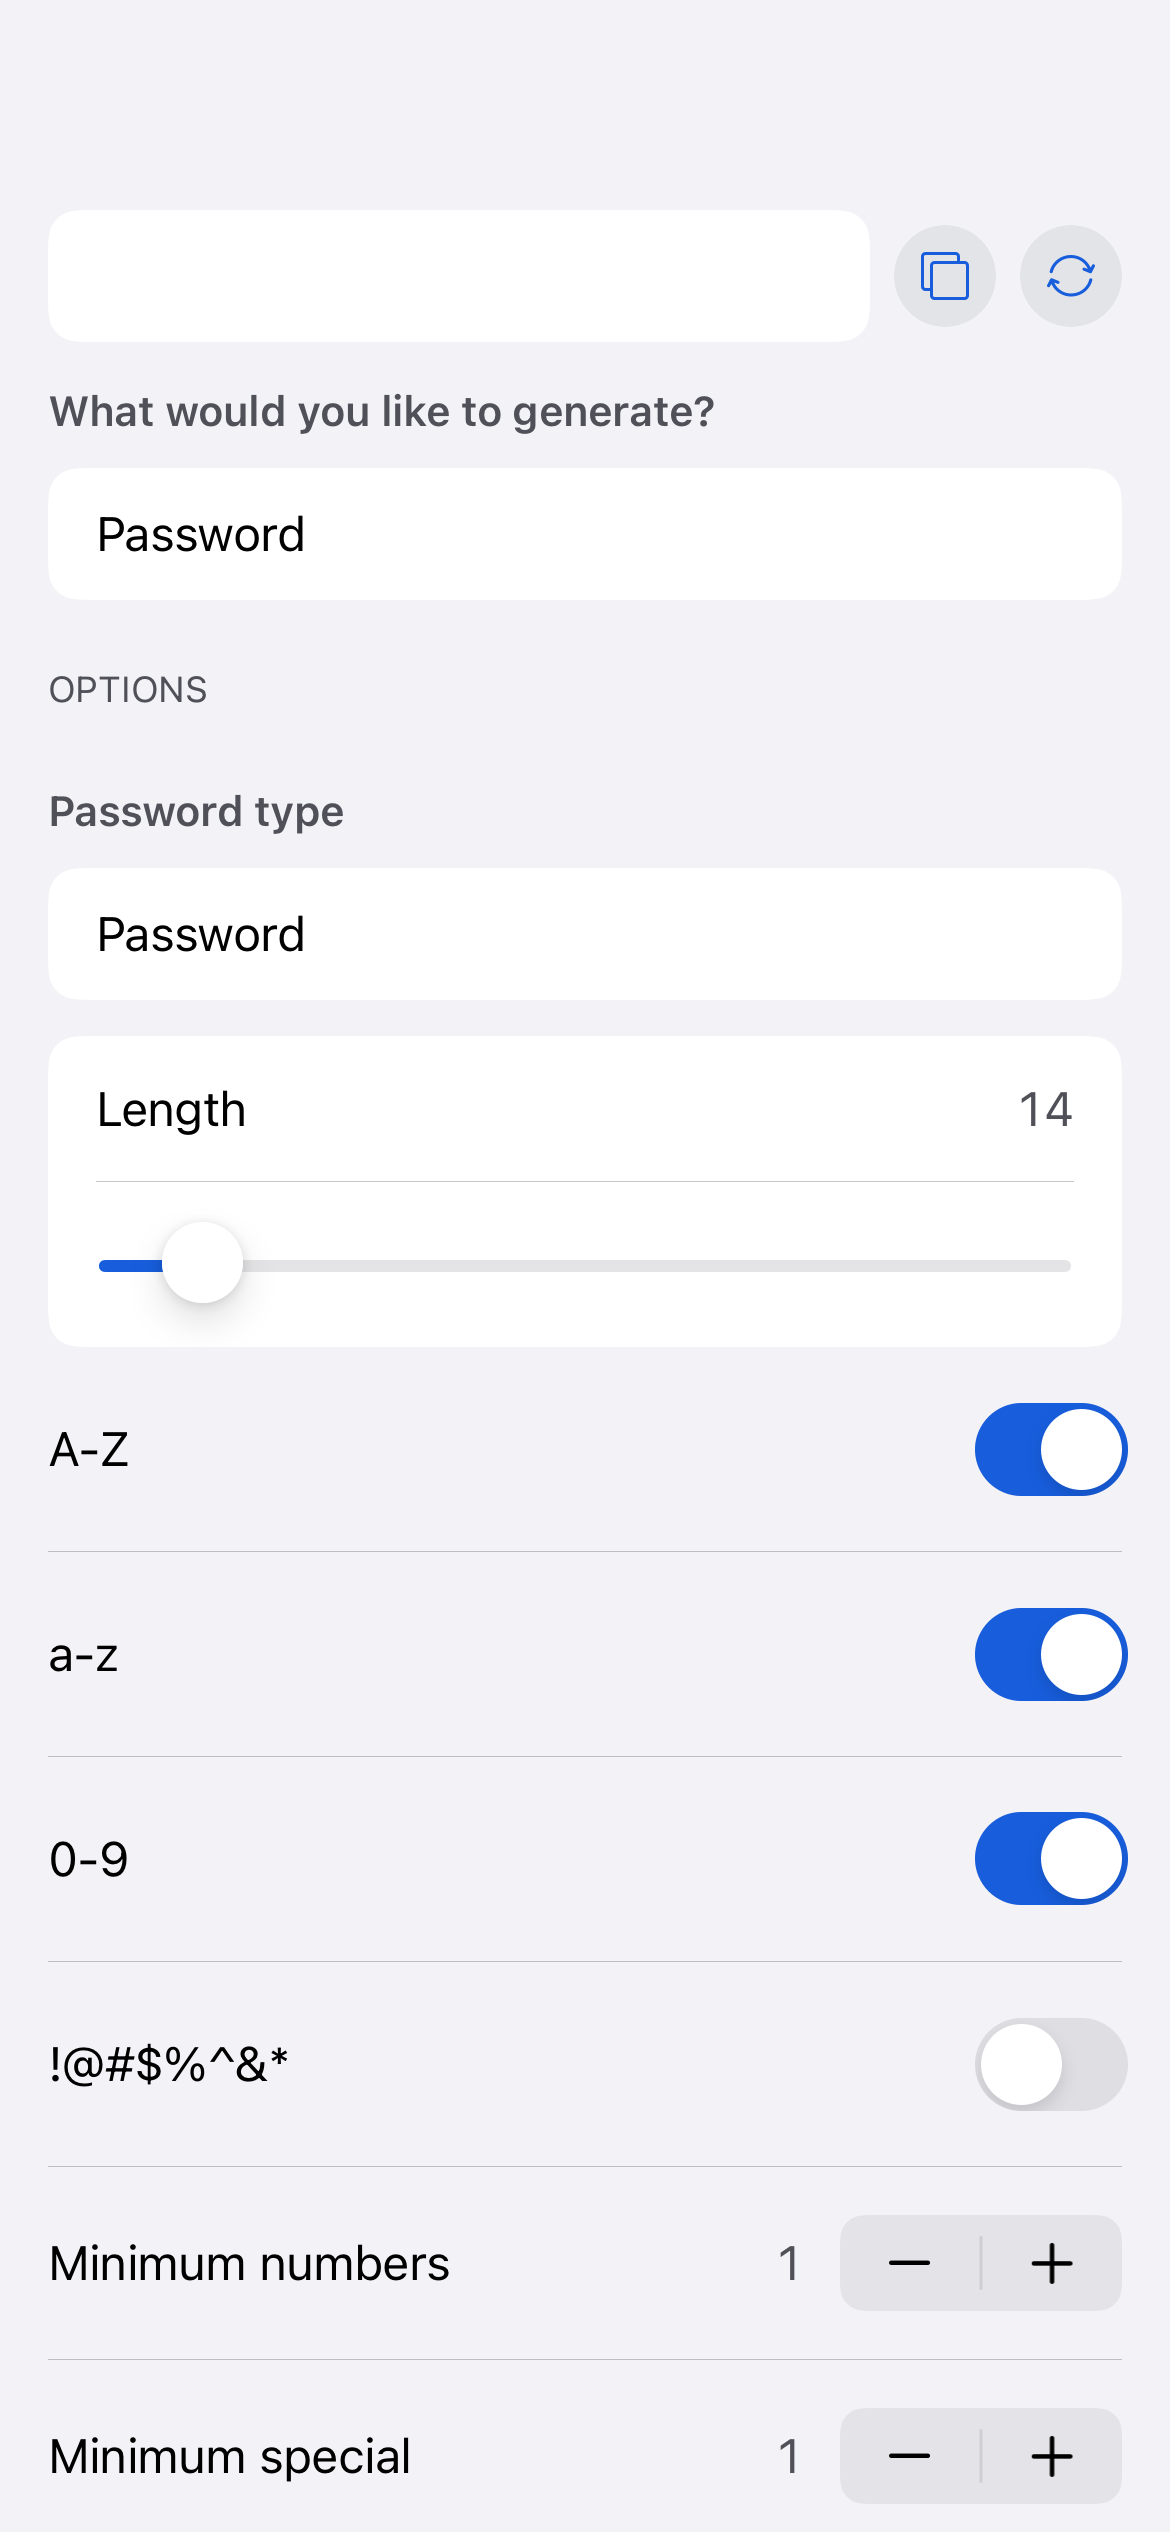 What would you like to generate?
Password
OPTIONS
Password type
Password
Length 14
A-Z
a-z
0-9
!@#$%^&*
Minimum numbers 1
Minimum special 1